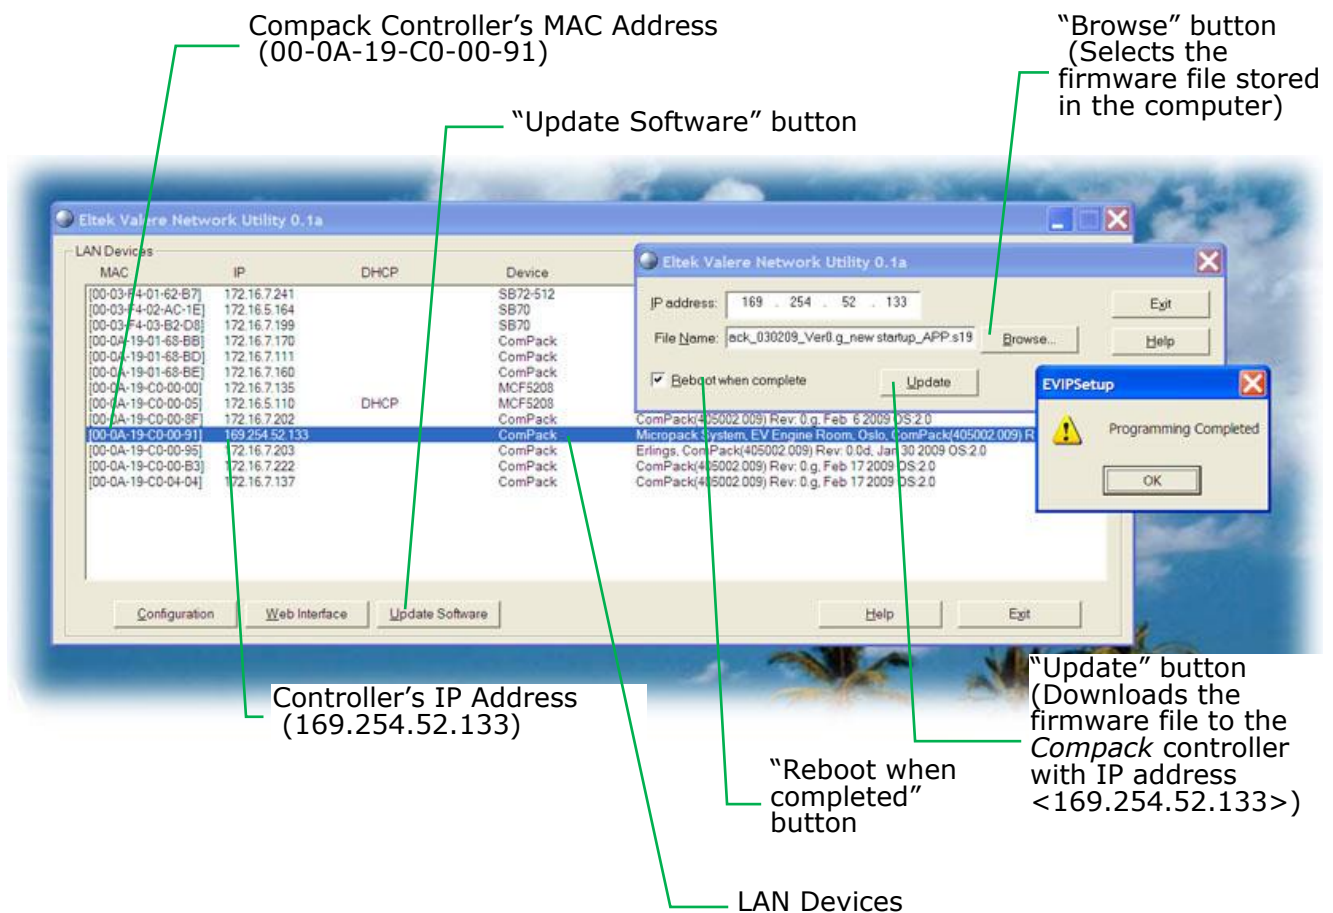 Compack Controller's MAC Address
(00-0A-19-C0-00-91)
“Browse” button
(Selects the
firmware file stored
in the computer)
“Update Software” button
Eltek Valere Network Utility 0.1a
LAN Devices
MAC IP DHCP Device
[00-03-F4-01-62-B7] 172.16.7.241 SB72-512
[00-03-F4-02-AC-1E] 172.16.5.164 SB70
[00-03-F4-03-B2-D8] 172.16.7.199 SB70
[00-0A-19-01-68-BB] 172.16.7.170 ComPack
[00-0A-19-01-68-BD] 172.16.7.111 ComPack
[00-0A-19-01-68-BE] 172.16.7.160 ComPack
[00-0A-19-C0-00-00] 172.16.7.135 MCF5208
[00-0A-19-C0-00-05] 172.16.5.110 DHCP MCF5208
[00-0A-19-C0-00-8F] 172.16.7.202 ComPack ComPack(405002.009) Rev: 0.g, Feb 6 2009 OS:2.0
[00-0A-19-C0-00-91] 169.254.52.133 ComPack Micropack System, EV Engine Room, Oslo, ComPack(405002.009) R
[00-0A-19-C0-00-95] 172.16.7.203 ComPack Erlings, ComPack(405002.009) Rev: 0.0d, Jan 30 2009 OS:2.0
[00-0A-19-C0-00-B3] 172.16.7.222 ComPack ComPack(405002.009) Rev: 0.g, Feb 17 2009 OS:2.0
[00-0A-19-C0-04-04] 172.16.7.137 ComPack ComPack(405002.009) Rev: 0.g, Feb 17 2009 OS:2.0
Configuration Web Interface Update Software Help Exit
Eltek Valere Network Utility 0.1a
IP address: 169 . 254 . 52 . 133 Exit
File Name: ack_030209_Ver0.g_new startup_APP.s19 Browse... Help
Reboot when complete Update
EVIPSetup
Programming Completed
OK
Controller's IP Address
(169.254.52.133)
“Reboot when
completed”
button
“Update” button
(Downloads the
firmware file to the
Compack controller
with IP address
<169.254.52.133>)
LAN Devices